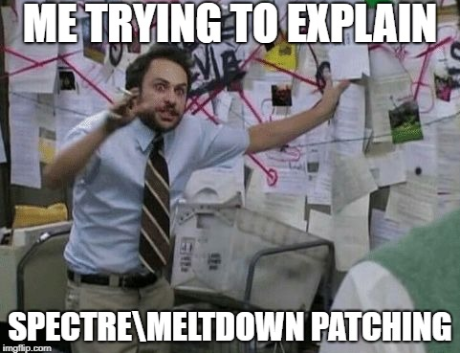 ME TRYING TO EXPLAIN
SPECTRE\MELTDOWN PATCHING
imgflip.com